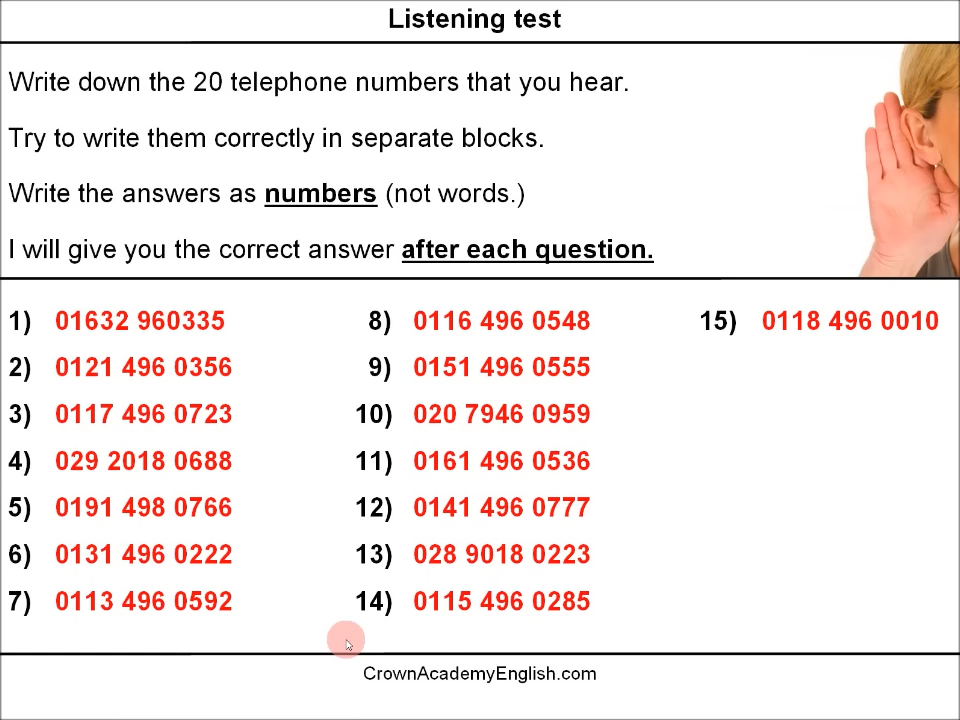 Listening test
Write down the 20 telephone numbers that you hear.
Try to write them correctly in separate blocks.
Write the answers as numbers (not words.)
I will give you the correct answer after each question.
1) 01632 960335
2) 0121 496 0356
3) 0117 496 0723
4) 029 2018 0688
5) 0191 498 0766
6) 0131 496 0222
7) 0113 496 0592
8) 0116 496 0548
9) 0151 496 0555
10) 020 7946 0959
11) 0161 496 0536
12) 0141 496 0777
13) 028 9018 0223
14) 0115 496 0285
15) 0118 496 0010
CrownAcademyEnglish.com